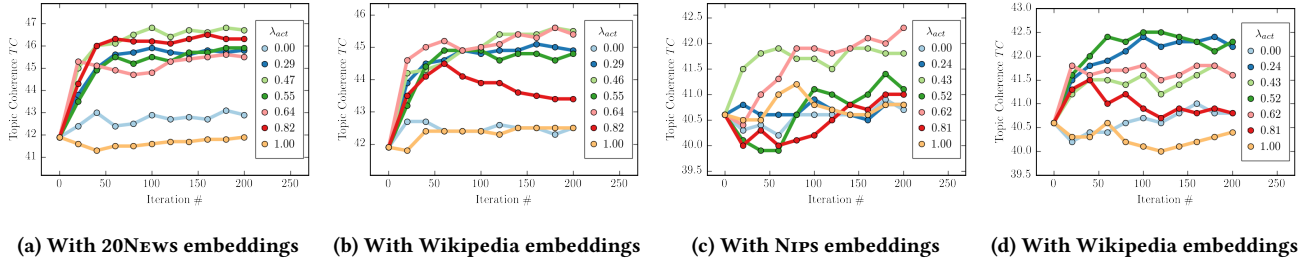 47
46
45
44
43
42
41
Topic Coherence TC
0 50 100 150 200 250
Iteration #
λact
0.00
0.29
0.47
0.55
0.64
0.82
1.00
(a) With 20News embeddings
46
45
44
43
42
Topic Coherence TC
0 50 100 150 200 250
Iteration #
λact
0.00
0.29
0.46
0.55
0.64
0.82
1.00
(b) With Wikipedia embeddings
42.5
42.0
41.5
41.0
40.5
40.0
39.5
Topic Coherence TC
0 50 100 150 200 250
Iteration #
λact
0.00
0.24
0.43
0.52
0.62
0.81
1.00
(c) With Nips embeddings
43.0
42.5
42.0
41.5
41.0
40.5
40.0
39.5
Topic Coherence TC
0 50 100 150 200 250
Iteration #
λact
0.00
0.24
0.43
0.52
0.62
0.81
1.00
(d) With Wikipedia embeddings